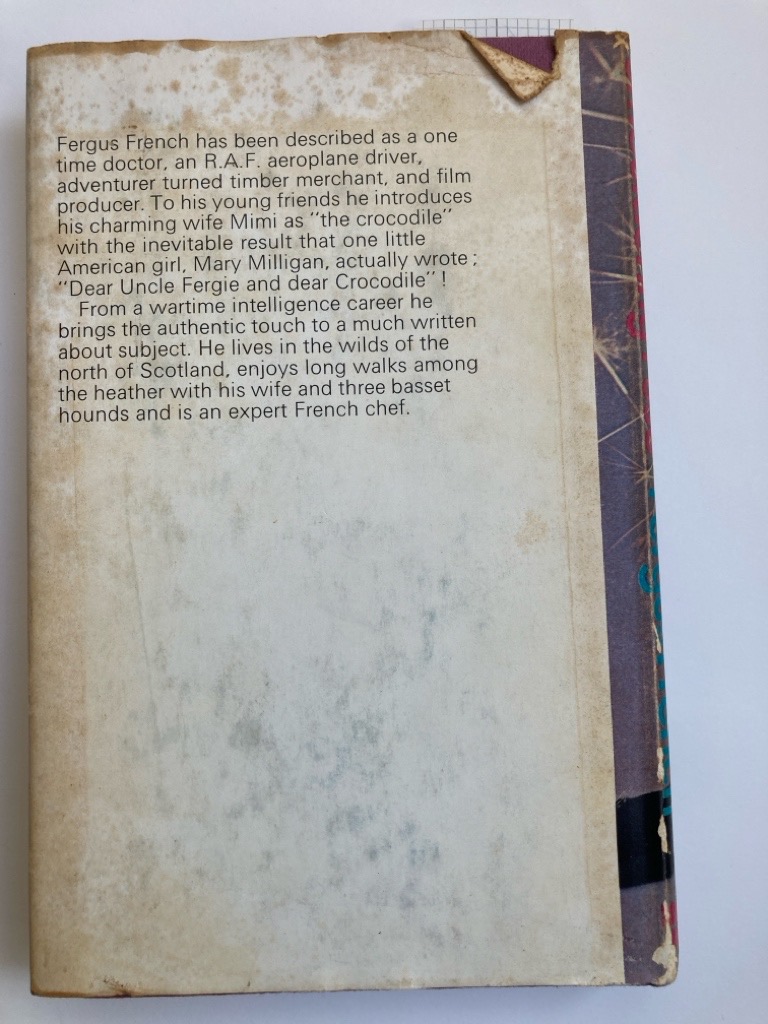 Fergus French has been described as a one
time doctor, an R.A.F. aeroplane driver,
adventurer turned timber merchant, and film
producer. To his young friends he introduces
his charming wife Mimi as "the crocodile"
with the inevitable result that one little
American girl, Mary Milligan, actually wrote ;
"Dear Uncle Fergie and dear Crocodile" !
From a wartime intelligence career he
brings the authentic touch to a much written
about subject. He lives in the wilds of the
north of Scotland, enjoys long walks among
the heather with his wife and three basset
hounds and is an expert French chef.